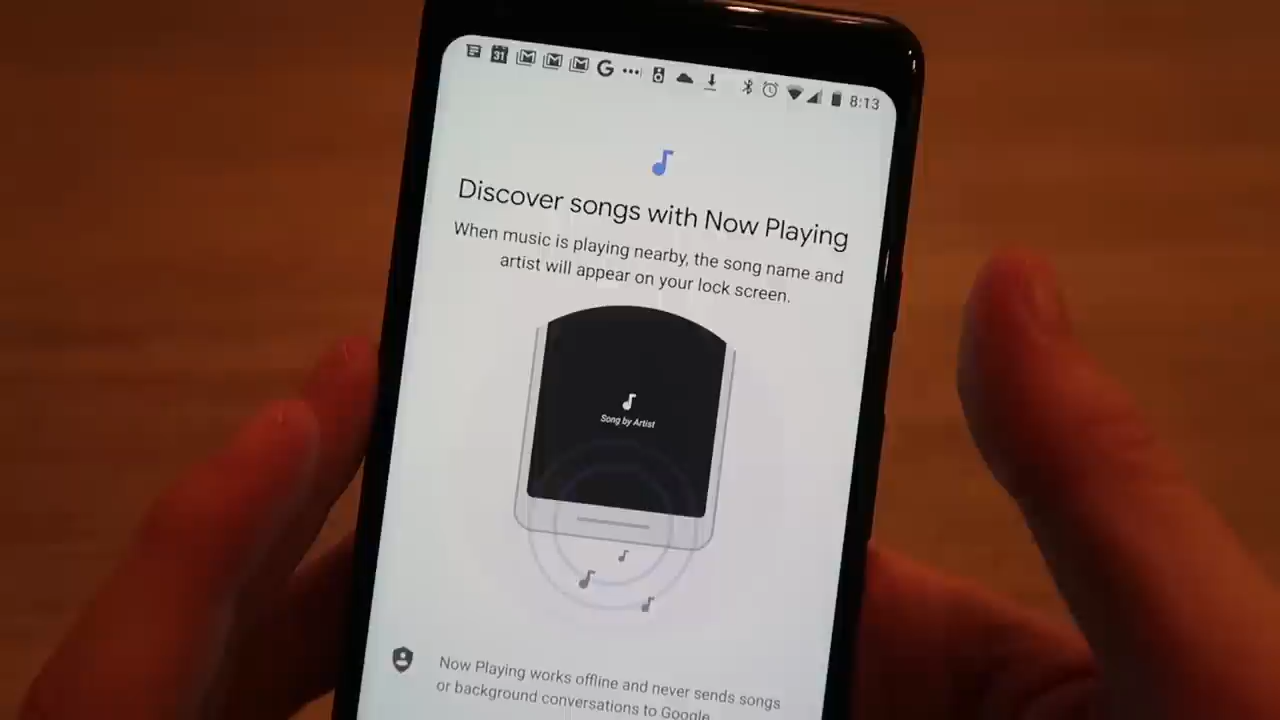 31 G 8:13
Discover songs with Now Playing
When music is playing nearby, the song name and
artist will appear on your lock screen.
Song by Artist
Now Playing works offline and never sends songs
or background conversations to Google